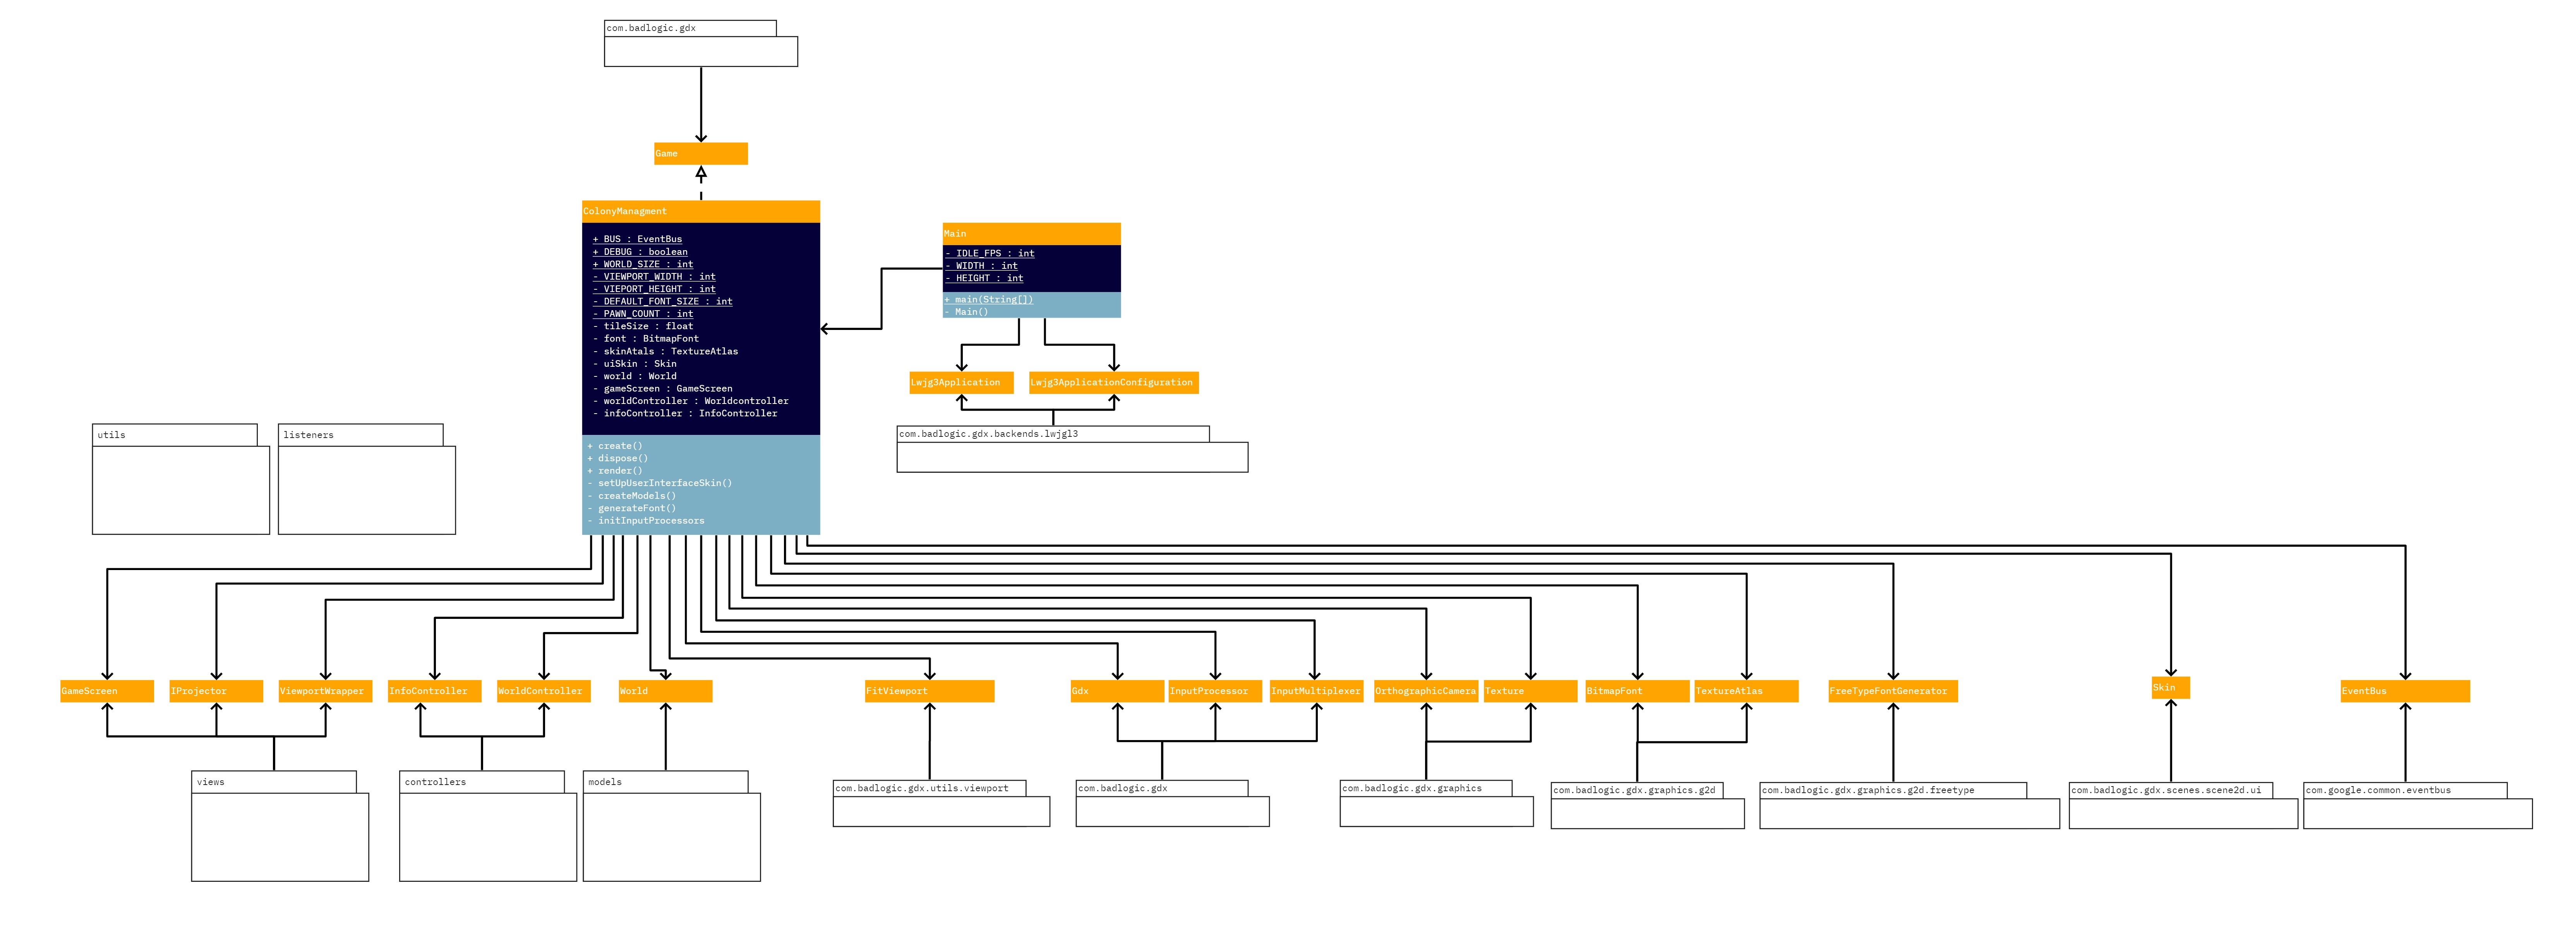 com.badlogic.gdx
Game
ColonyManagment
+ BUS : EventBus
+ DEBUG : boolean
+ WORLD_SIZE : int
- VIEWPORT_WIDTH : int
- VIEPORT_HEIGHT : int
- DEFAULT_FONT_SIZE : int
- PAWN_COUNT : int
- tileSize : float
- font : BitmapFont
- skinAtals : TextureAtlas
- uiSkin : Skin
- world : World
- gameScreen : GameScreen
- worldController : Worldcontroller
- infoController : InfoController
+ create()
+ dispose()
+ render()
- setUpUserInterfaceSkin()
- createModels()
- generateFont()
- initInputProcessors
Main
- IDLE_FPS : int
- WIDTH : int
- HEIGHT : int
+ main(String[])
- Main()
Lwjg3Application
Lwjg3ApplicationConfiguration
com.badlogic.gdx.backends.lwjgl3
utils
listeners
GameScreen
IProjector
ViewportWrapper
InfoController
WorldController
World
FitViewport
Gdx
InputProcessor
InputMultiplexer
OrthographicCamera
Texture
BitmapFont
TextureAtlas
FreeTypeFontGenerator
Skin
EventBus
views
controllers
models
com.badlogic.gdx.utils.viewport
com.badlogic.gdx
com.badlogic.gdx.graphics
com.badlogic.gdx.graphics.g2d
com.badlogic.gdx.graphics.g2d.freetype
com.badlogic.gdx.scenes.scene2d.ui
com.google.common.eventbus